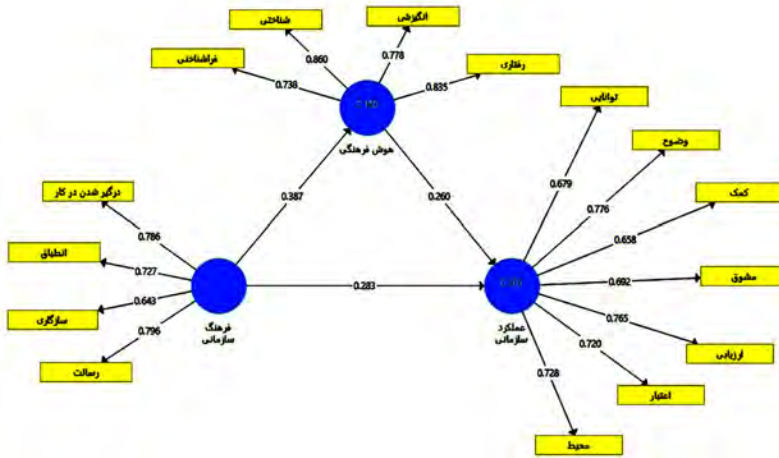 شناختی
انگیزشی
فراشناختی
رفتاری
0.738
0.860
0.778
0.835
هوش فرهنگی
توانایی
وضوح
کمک
مشوق
ارزیابی
اعتبار
محیط
0.679
0.776
0.658
0.692
0.765
0.720
0.728
عملکرد
سازمانی
0.387
0.260
0.283
درگیر شدن در کار
انطباق
سازگاری
رسالت
0.786
0.727
0.643
0.796
فرهنگ
سازمانی